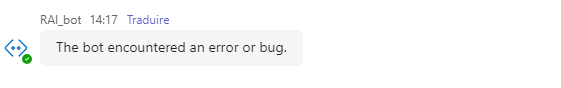 RAI_bot 14:17 Traduire
The bot encountered an error or bug.